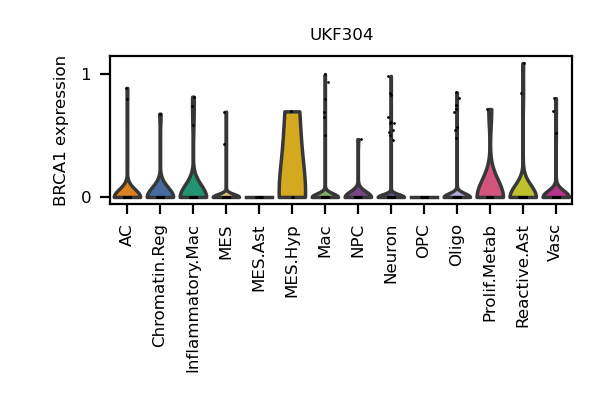 UKF304
BRCA1 expression
1
0
AC
Chromatin.Reg
Inflammatory.Mac
MES
MES.Ast
MES.Hyp
Mac
NPC
Neuron
OPC
Oligo
Prolif.Metab
Reactive.Ast
Vasc